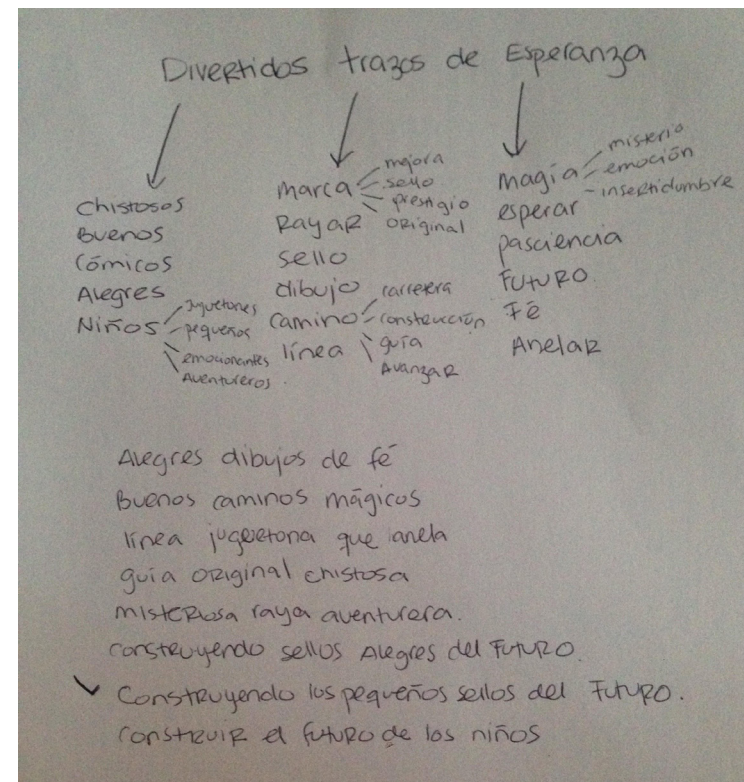 Divertidos trazos de Esperanza
Chistosos
Buenos
Cómicos
Alegres
Niños
Juguetones
pequeños
emocionantes
Aventureros.
marca
mejora
sello
prestigio
original
Rayar
sello
dibujo
camino
carretera
construcción
guía
Avanzar
línea
magia
misterio
emoción
insertidumbre
esperar
pasciencia
Futuro
Fé
Anelar
Alegres dibujos de fé
Buenos caminos mágicos
línea juguetona que anela
guía original chistosa
misteriosa raya aventurera.
construyendo sellos Alegres del Futuro.
Construyendo los pequeños sellos del Futuro.
construir el futuro de los niños